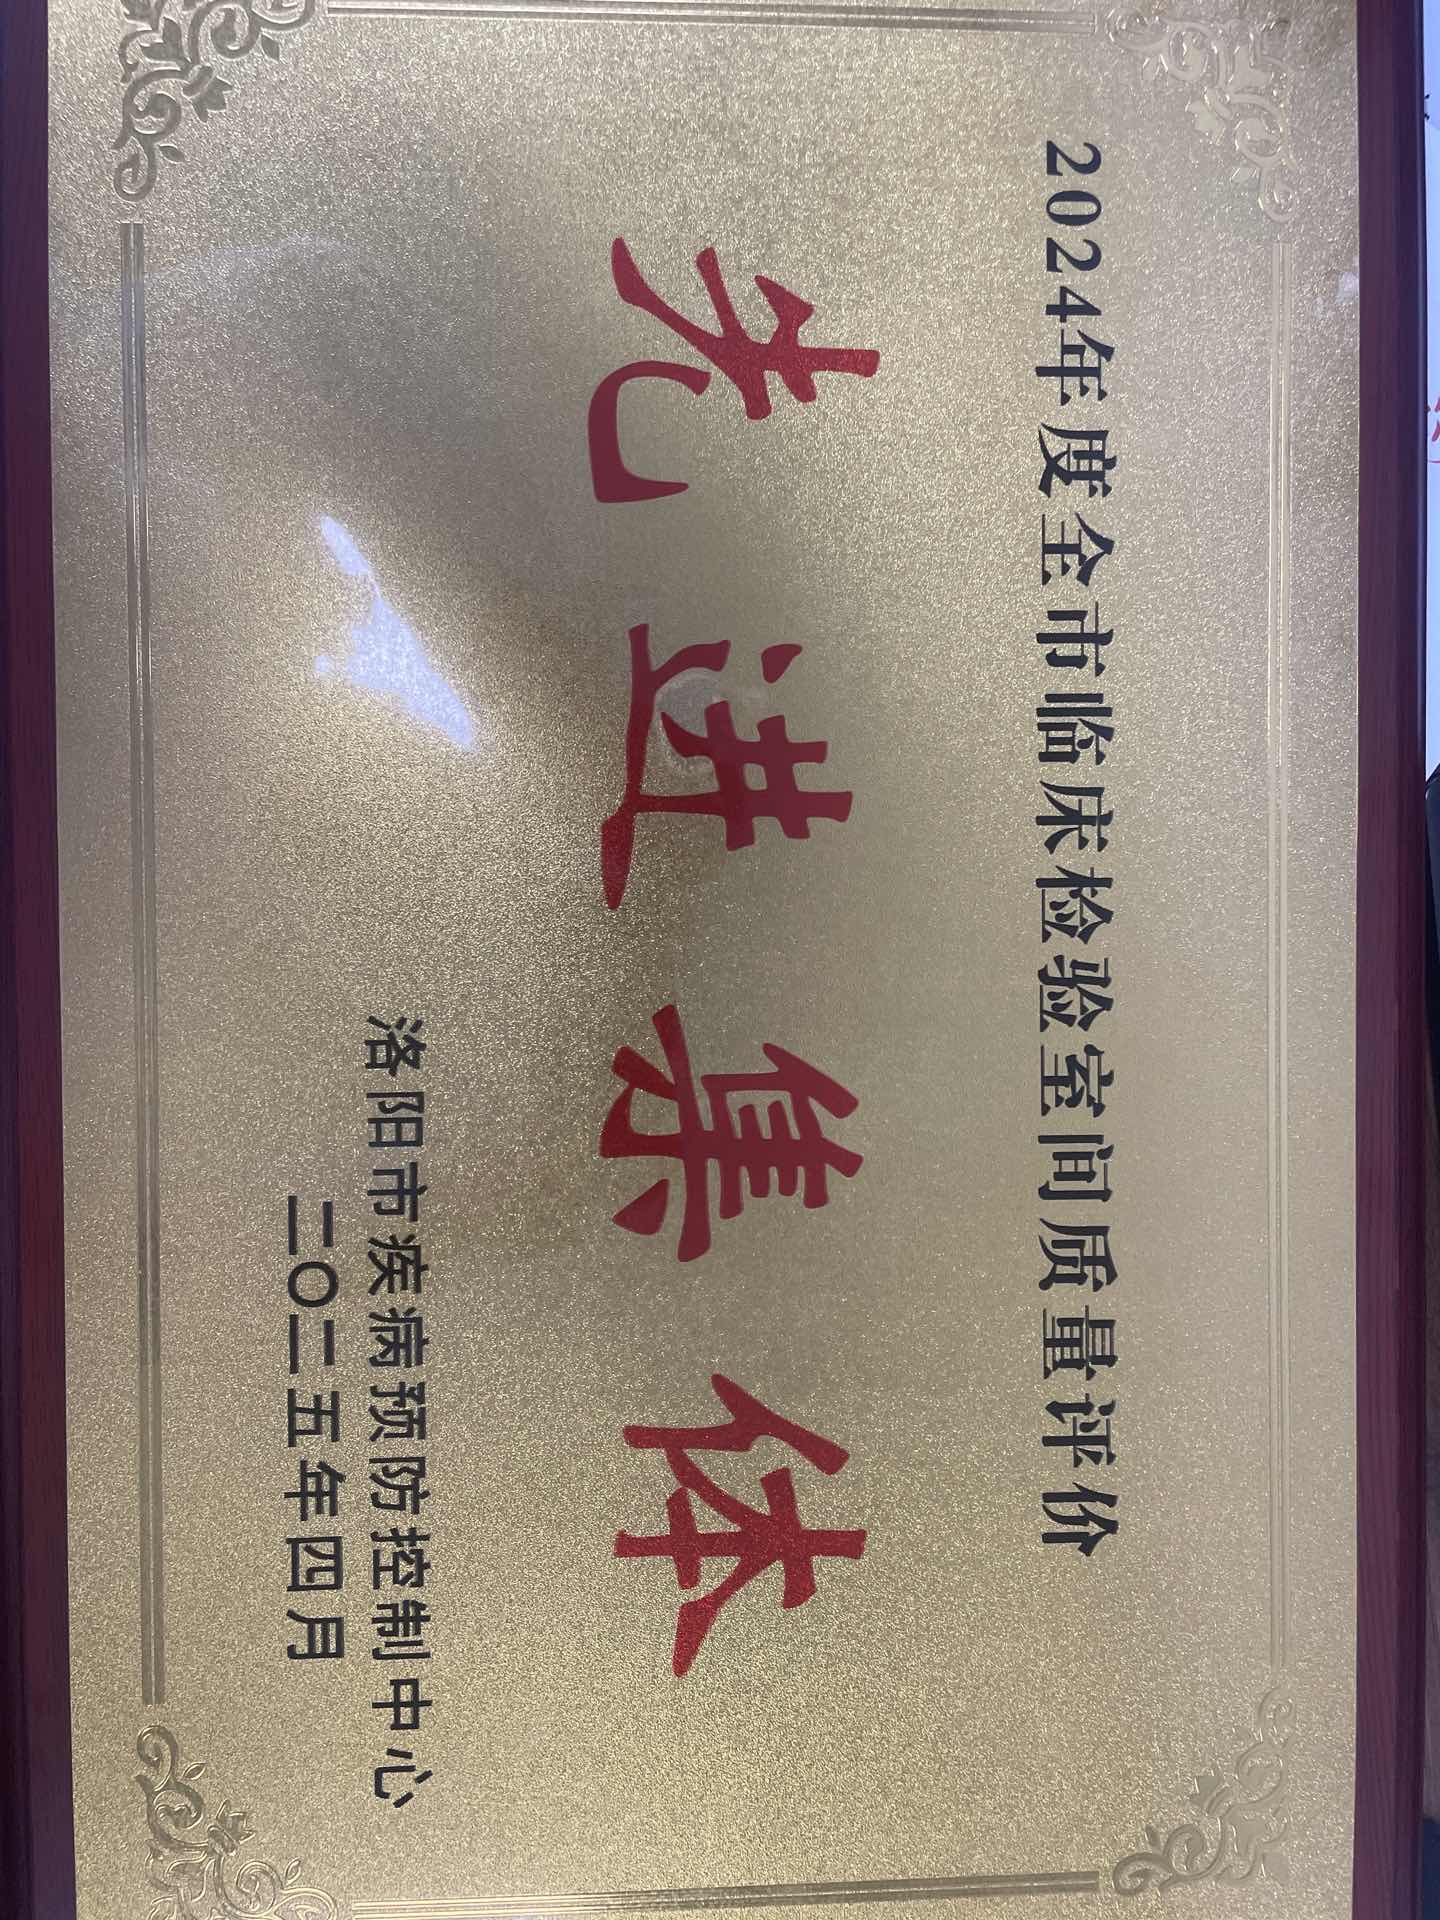 2024年度全市临床检验室间质量评价
先进集体
洛阳市疾病预防控制中心
二〇二五年四月